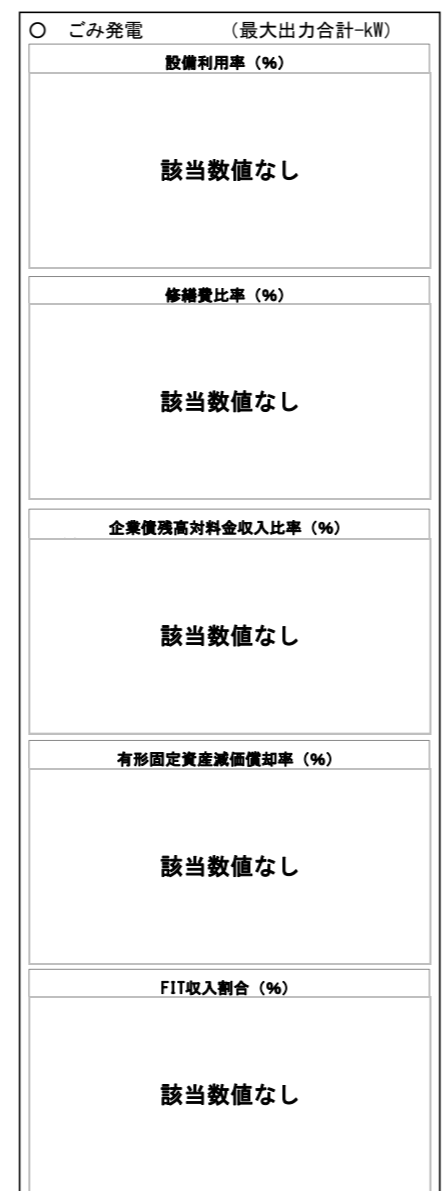 ○　ごみ発電　　　　（最大出力合計-kW）
設備利用率（%）
該当数値なし
修繕費比率（%）
該当数値なし
企業債残高対料金収入比率（%）
該当数値なし
有形固定資産減価償却率（%）
該当数値なし
FIT収入割合（%）
該当数値なし